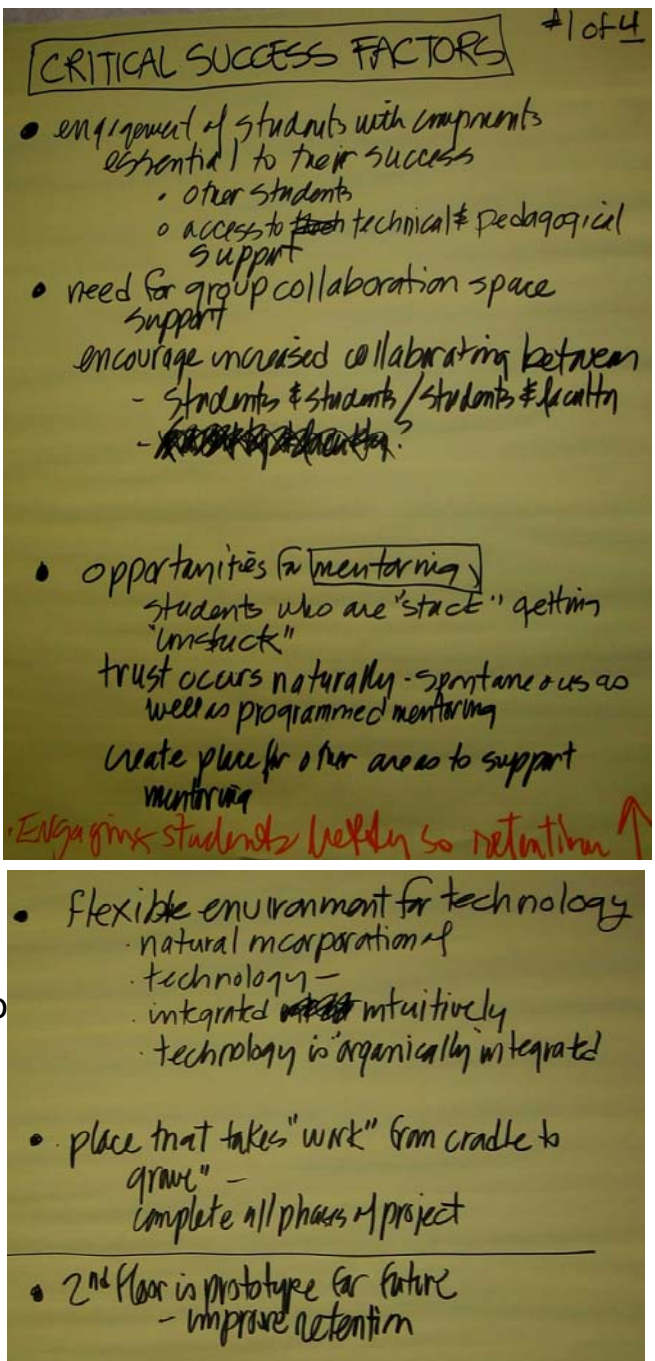 #1 of 4
CRITICAL SUCCESS FACTORS
• engagement of students with components
essential to their success
• other students
o access to technical & pedagogical
support
• need for group collaboration space
support
encourage increased collaborating between
- students & students / students & faculty
- ?
• opportunities for mentoring
students who are "stuck" getting
"unstuck"
trust occurs naturally - spontaneous as
well as programmed mentoring
create place for other areas to support
mentoring
• Engaging students better so retention ↑
• flexible environment for technology
· natural incorporation of
· technology —
· integrated intuitively
· technology is "organically" integrated
• place that takes "work" from cradle to
grave" —
complete all phases of project
• 2nd floor is prototype for future
- improve retention